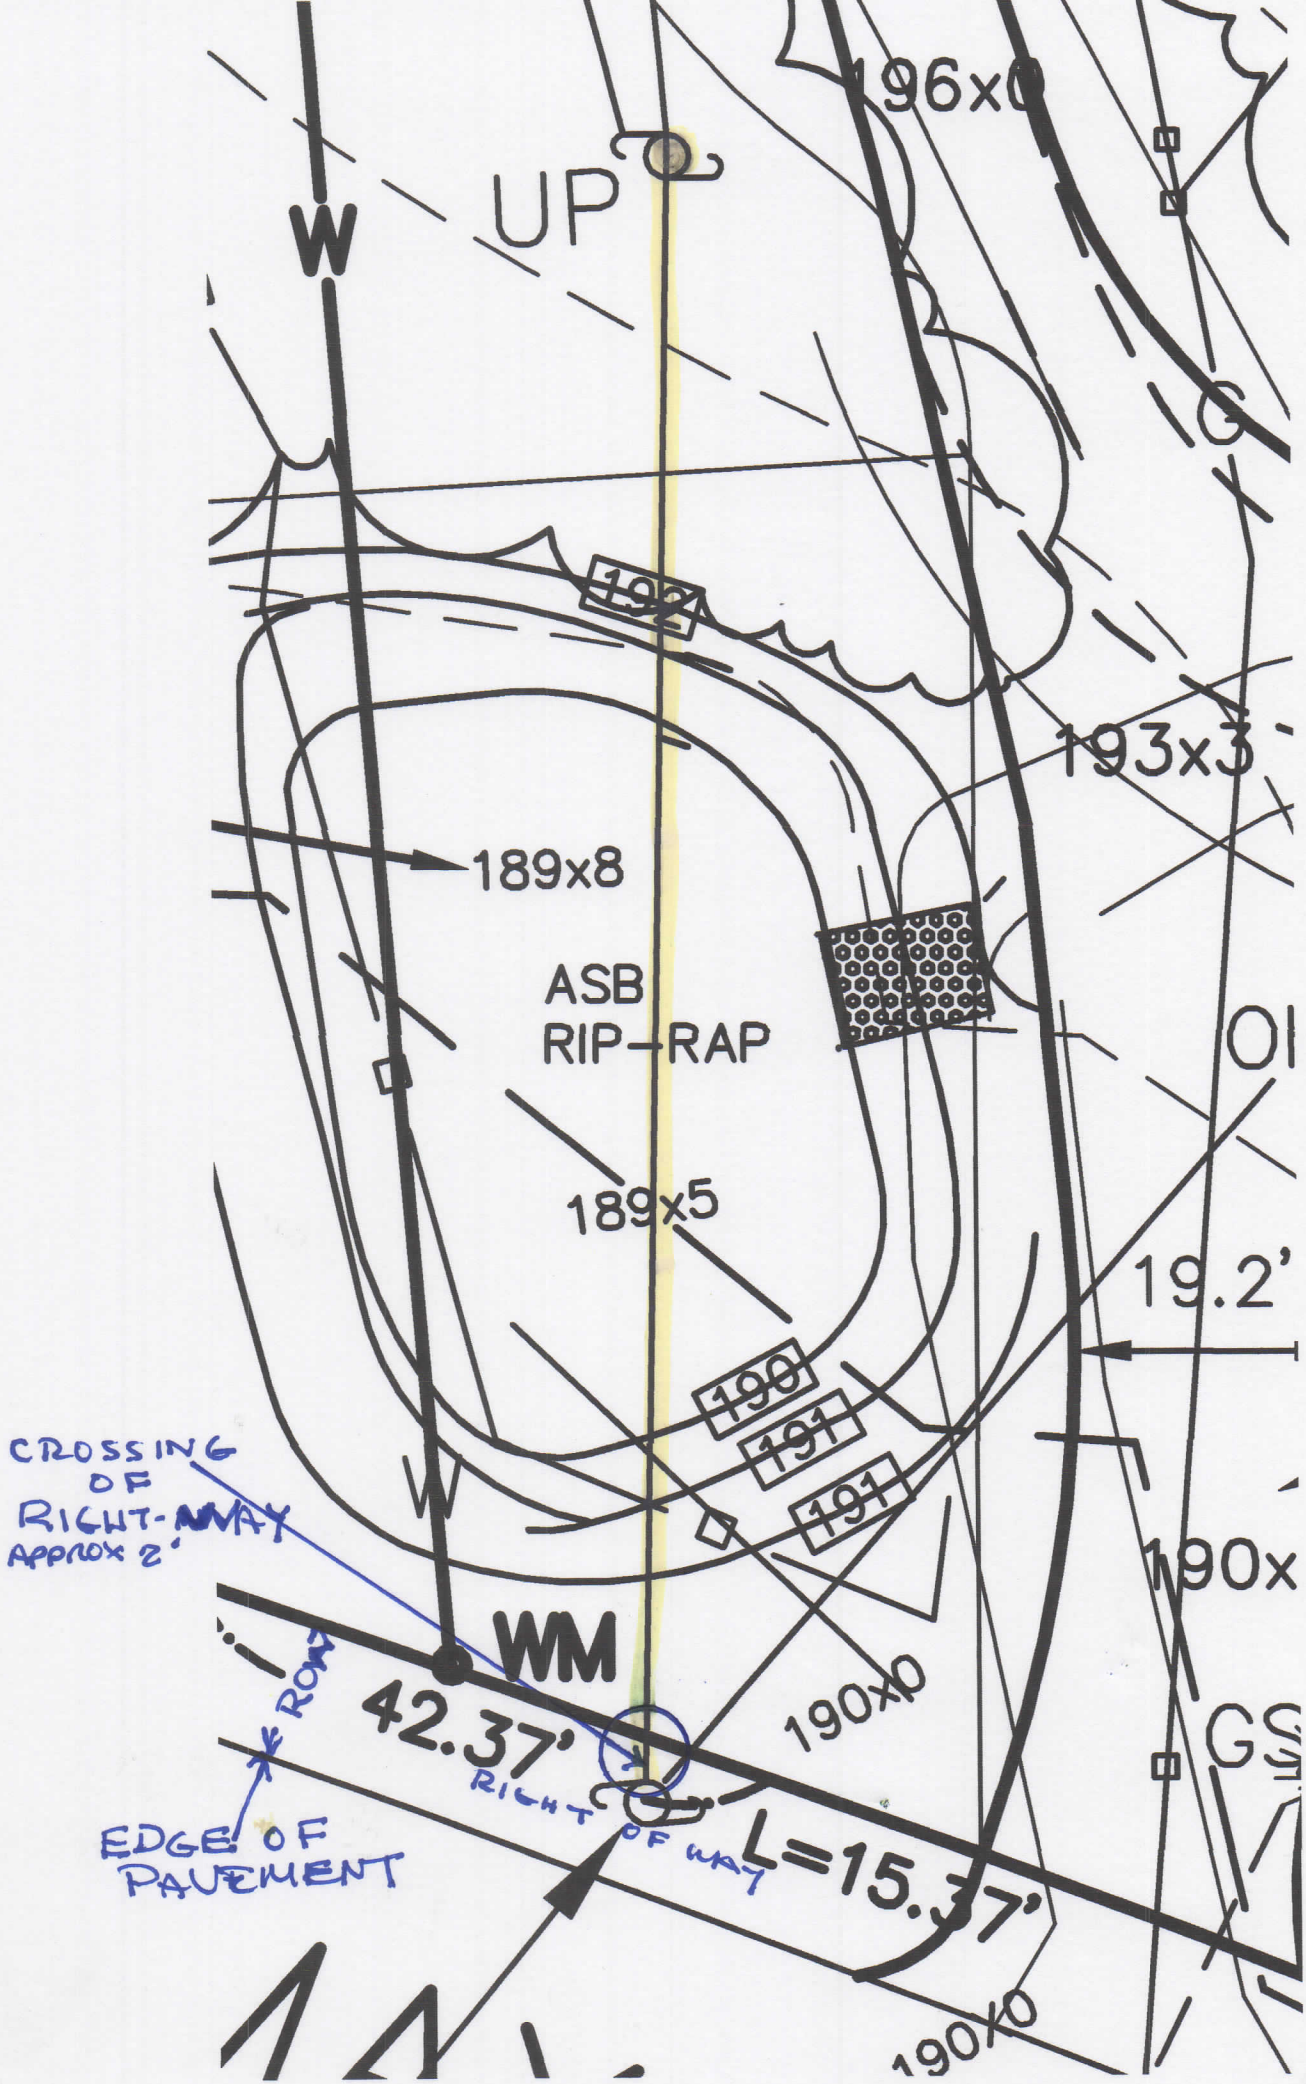 196x0
UP
W
G
192
193x3
189x8
ASB
RIP-RAP
189x5
19.2'
190
191
191
CROSSING
OF
RIGHT-WAY
APPROX 2'
W
190x
WM
ROW
42.37'
190x0
GS
RIGHT OF WAY
EDGE OF
PAVEMENT
L=15.37'
190x0